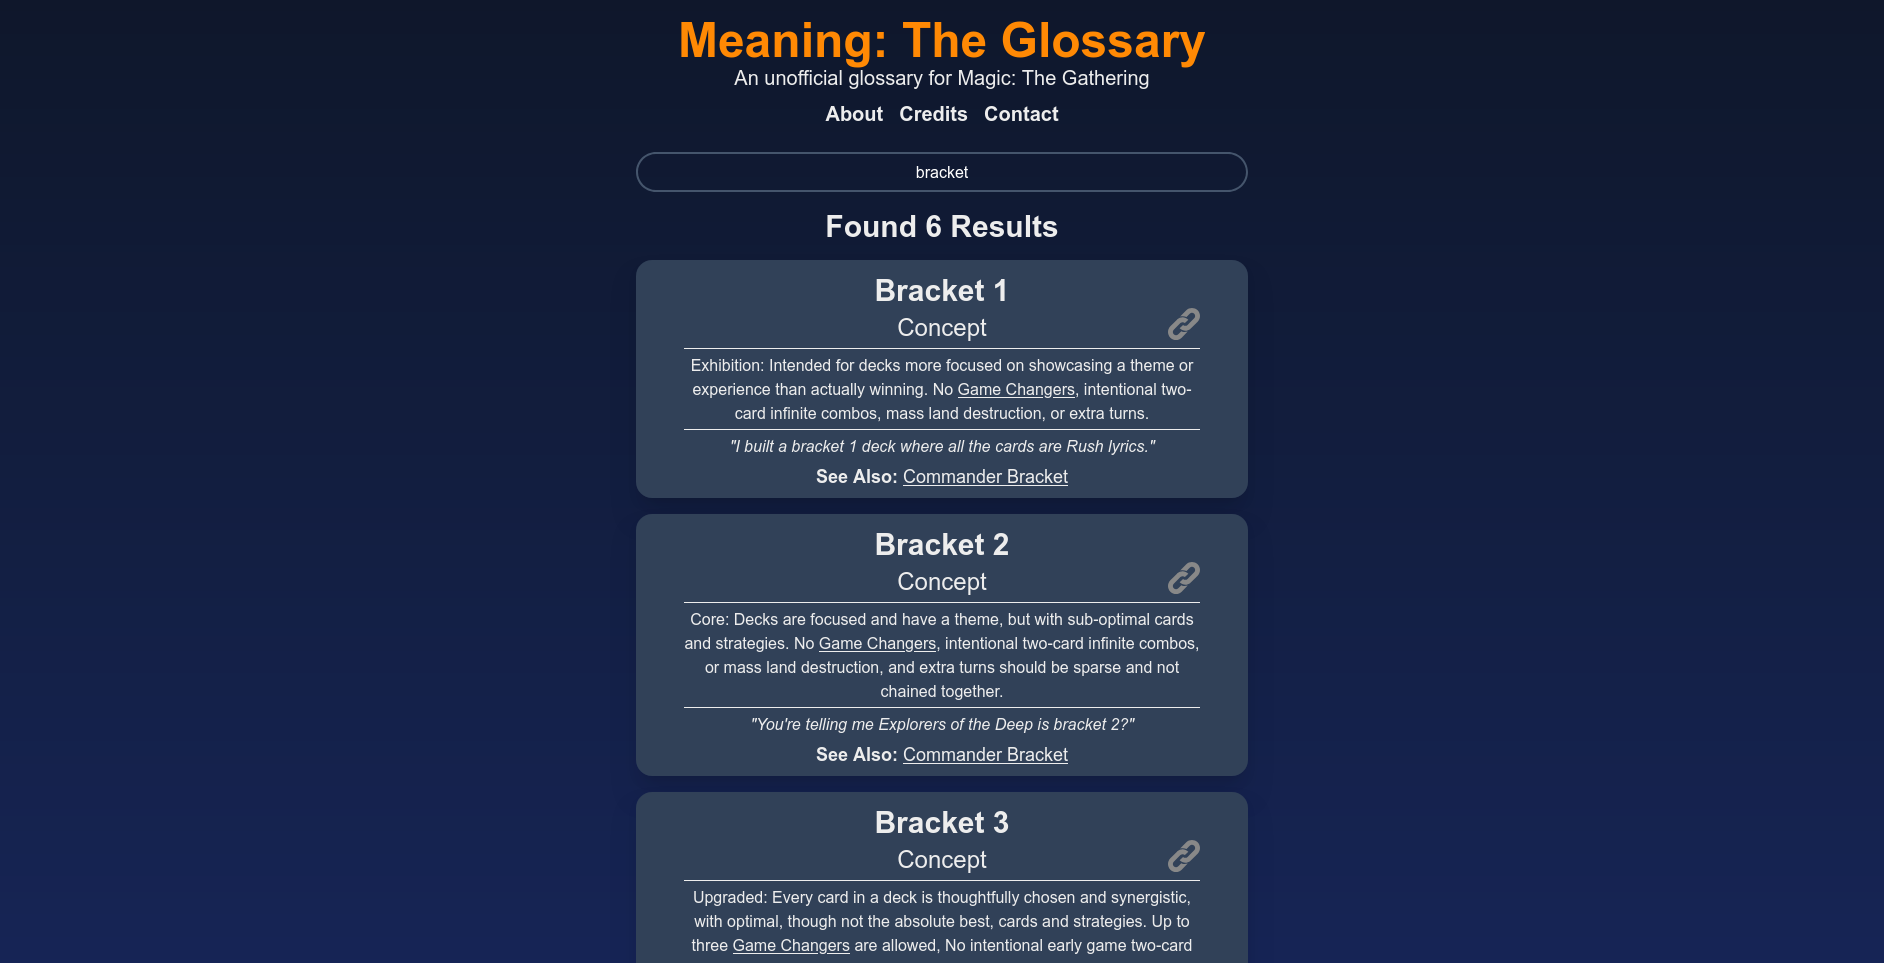 Meaning: The Glossary
An unofficial glossary for Magic: The Gathering
About Credits Contact
bracket
Found 6 Results
Bracket 1
Concept
Exhibition: Intended for decks more focused on showcasing a theme or
experience than actually winning. No Game Changers, intentional two-
card infinite combos, mass land destruction, or extra turns.
"I built a bracket 1 deck where all the cards are Rush lyrics."
See Also: Commander Bracket
Bracket 2
Concept
Core: Decks are focused and have a theme, but with sub-optimal cards
and strategies. No Game Changers, intentional two-card infinite combos,
or mass land destruction, and extra turns should be sparse and not
chained together.
"You're telling me Explorers of the Deep is bracket 2?"
See Also: Commander Bracket
Bracket 3
Concept
Upgraded: Every card in a deck is thoughtfully chosen and synergistic,
with optimal, though not the absolute best, cards and strategies. Up to
three Game Changers are allowed, No intentional early game two-card